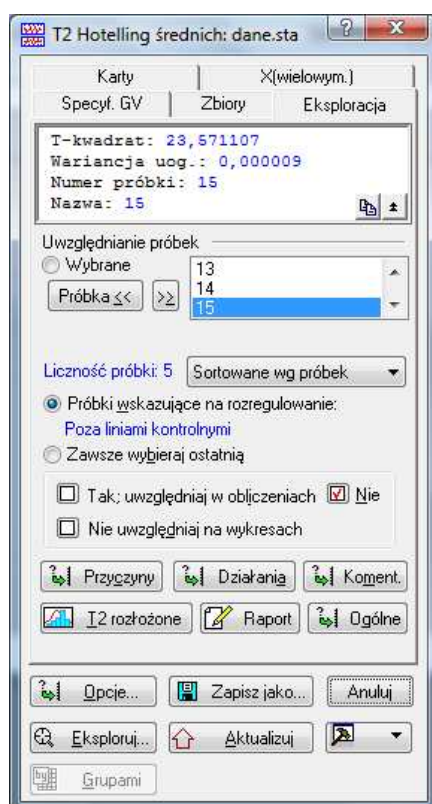 T2 Hotelling średnich: dane.sta
Karty
X(wielowym.)
Specyf. GV
Zbiory
Eksploracja
T-kwadrat: 23,571107
Wariancja uog.: 0,000009
Numer próbki: 15
Nazwa: 15
Uwzględnianie próbek
Wybrane
13
14
15
Próbka << >>
Liczność próbki: 5
Sortowane wg próbek
Próbki wskazujące na rozregulowanie:
Poza liniami kontrolnymi
Zawsze wybieraj ostatnią
Tak; uwzględniaj w obliczeniach
Nie
Nie uwzględniaj na wykresach
Przyczyny
Działania
Koment.
T2 rozłożone
Raport
Ogólne
Opcje...
Zapisz jako...
Anuluj
Eksploruj...
Aktualizuj
Grupami